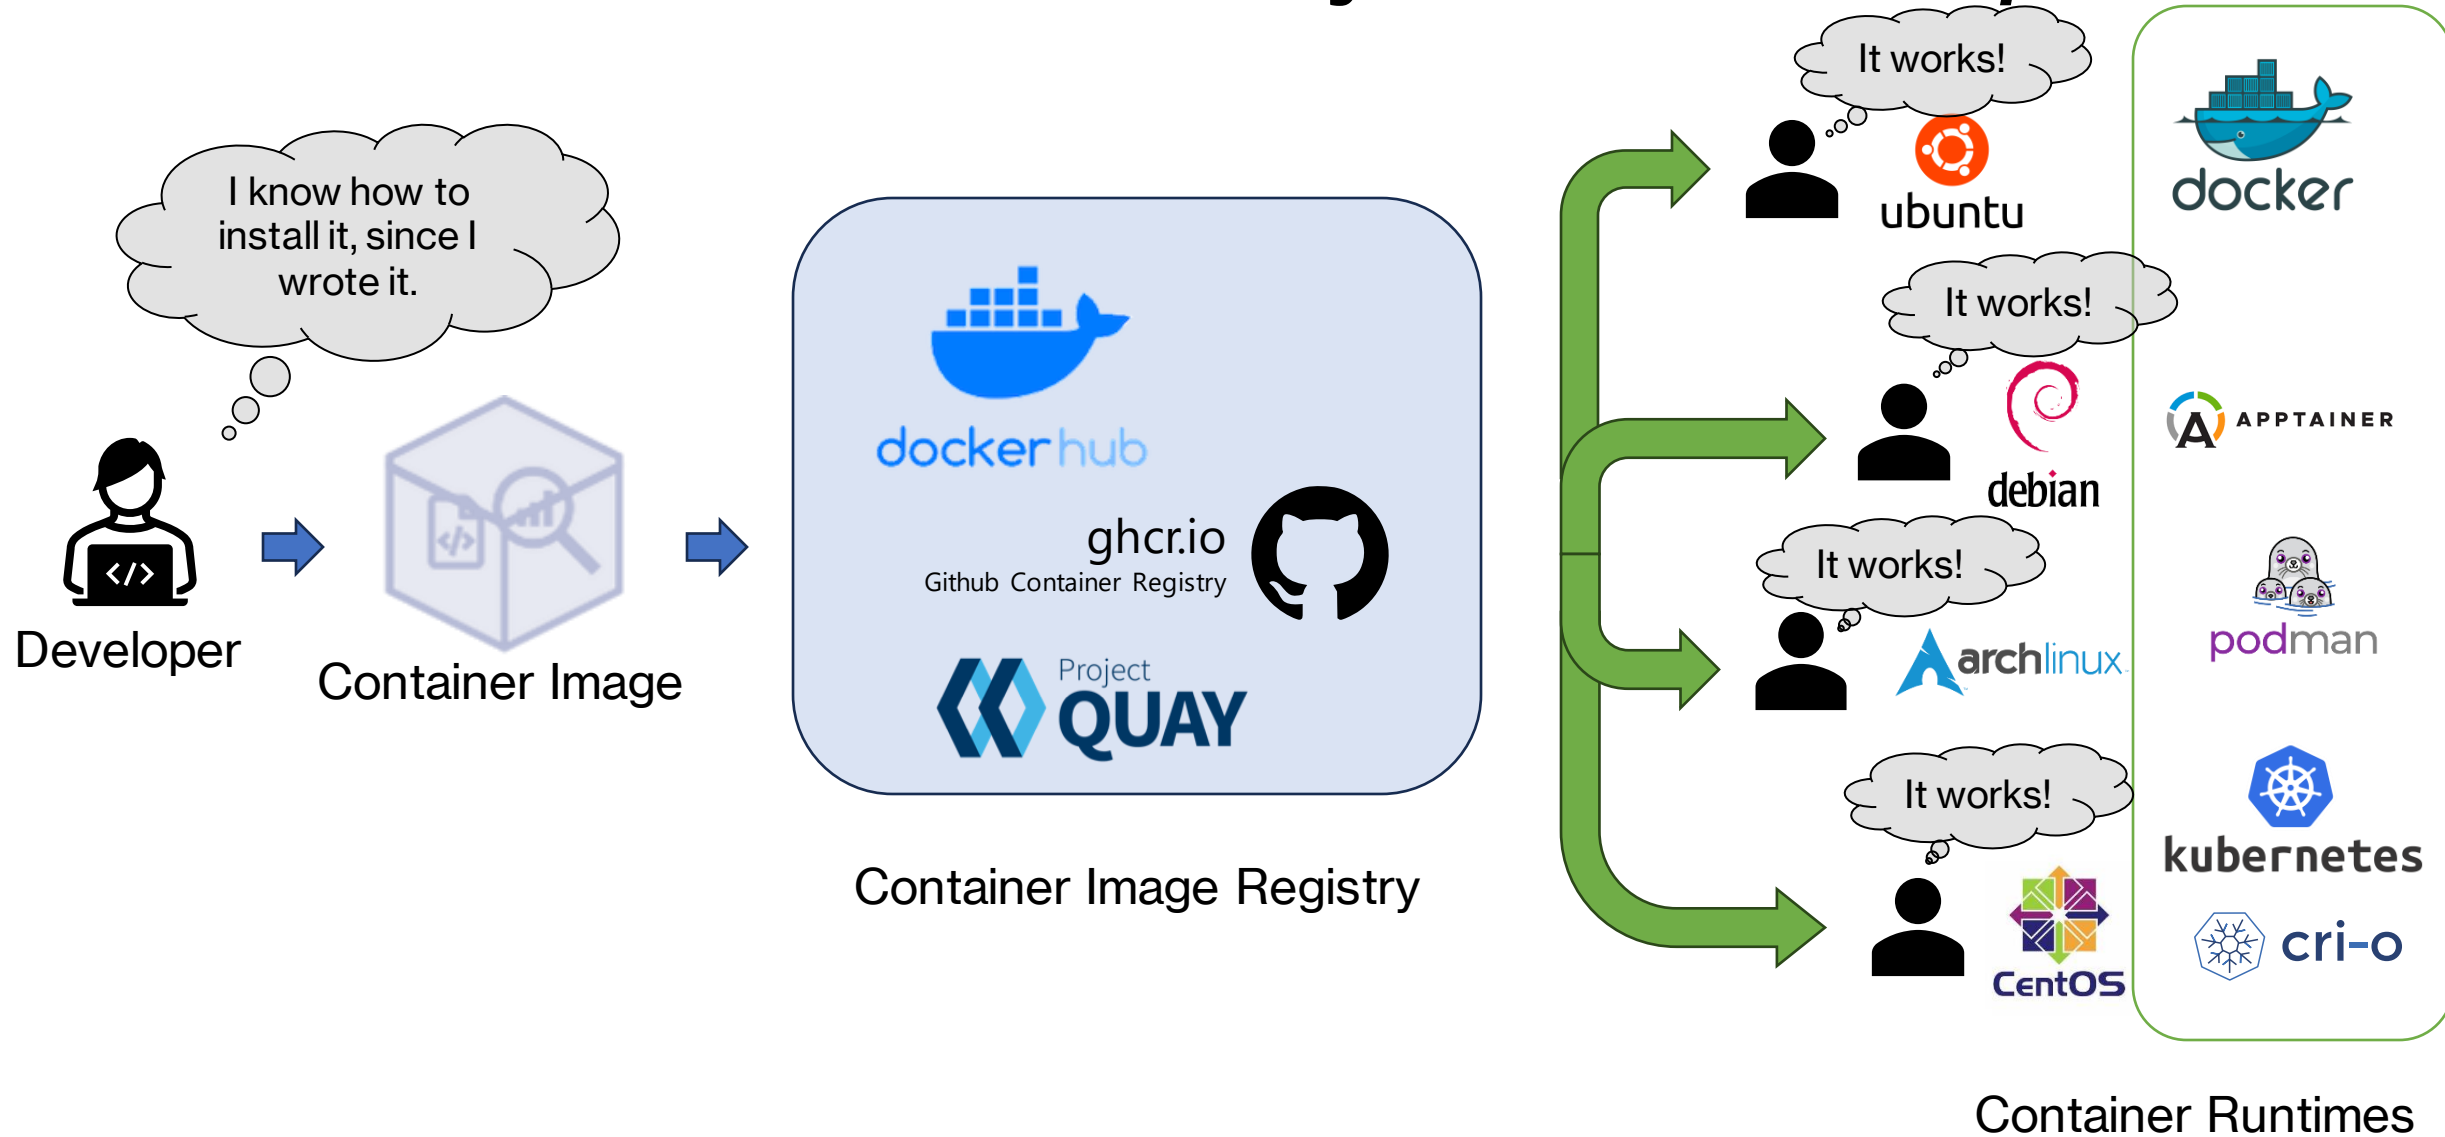 I know how to
install it, since I
wrote it.
</>
Developer
</>
Container Image
dockerhub
ghcr.io
Github Container Registry
Project
QUAY
Container Image Registry
It works!
ubuntu
It works!
debian
It works!
archlinux
It works!
CentOS
docker
APPTAINER
podman
kubernetes
cri-o
Container Runtimes